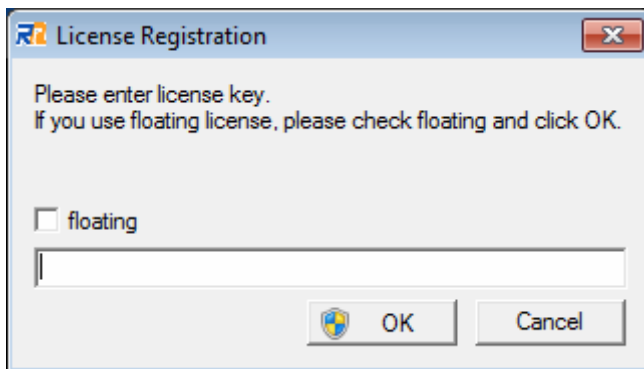 License Registration
Please enter license key.
If you use floating license, please check floating and click OK.
floating
OK
Cancel